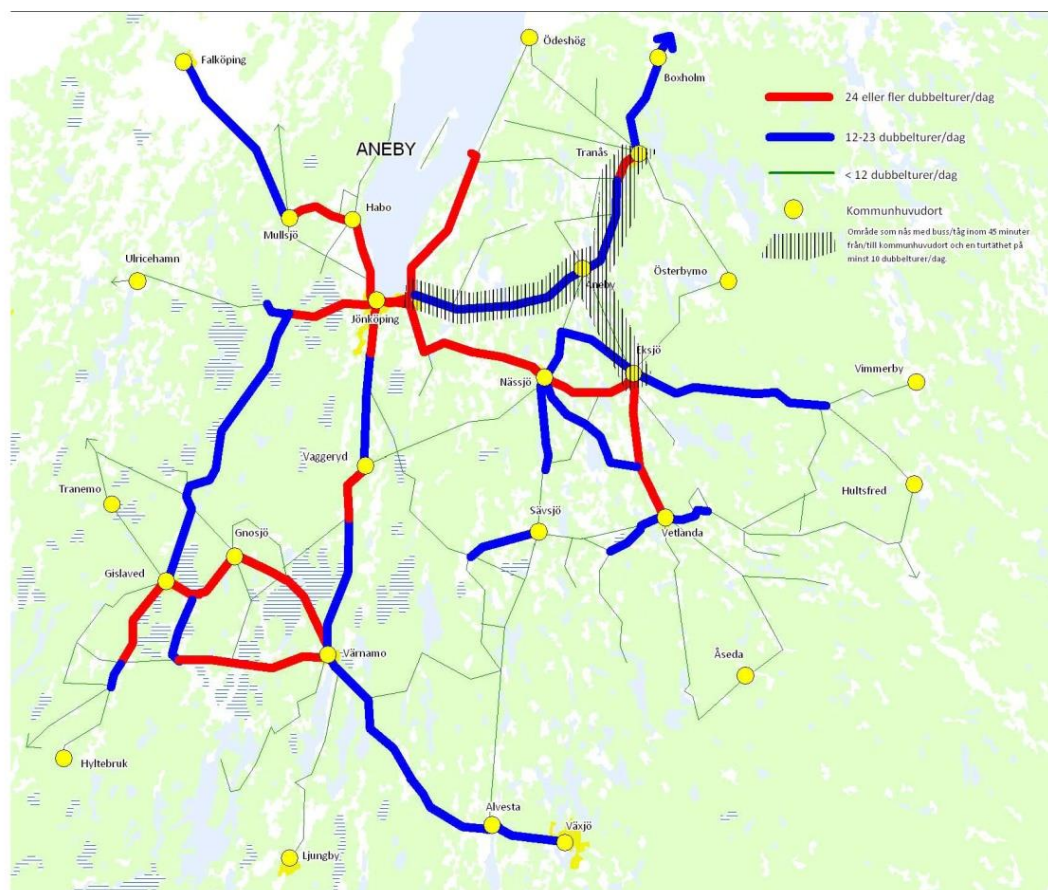 Ödeshög
Falköping
Boxholm
24 eller fler dubbelturer/dag
12-23 dubbelturer/dag
ANEBY
Tranås
< 12 dubbelturer/dag
Kommunhuvudort
Område som nås med buss/tåg inom 45 minuter
från/till kommunhuvudort och en turtäthet på
minst 10 dubbelturer/dag.
Habo
Mullsjö
Ulricehamn
Österbymo
Aneby
Jönköping
Eksjö
Vimmerby
Nässjö
Vaggeryd
Tranemo
Hultsfred
Sävsjö
Vetlanda
Gnosjö
Gislaved
Värnamo
Åseda
Hyltebruk
Alvesta
Växjö
Ljungby